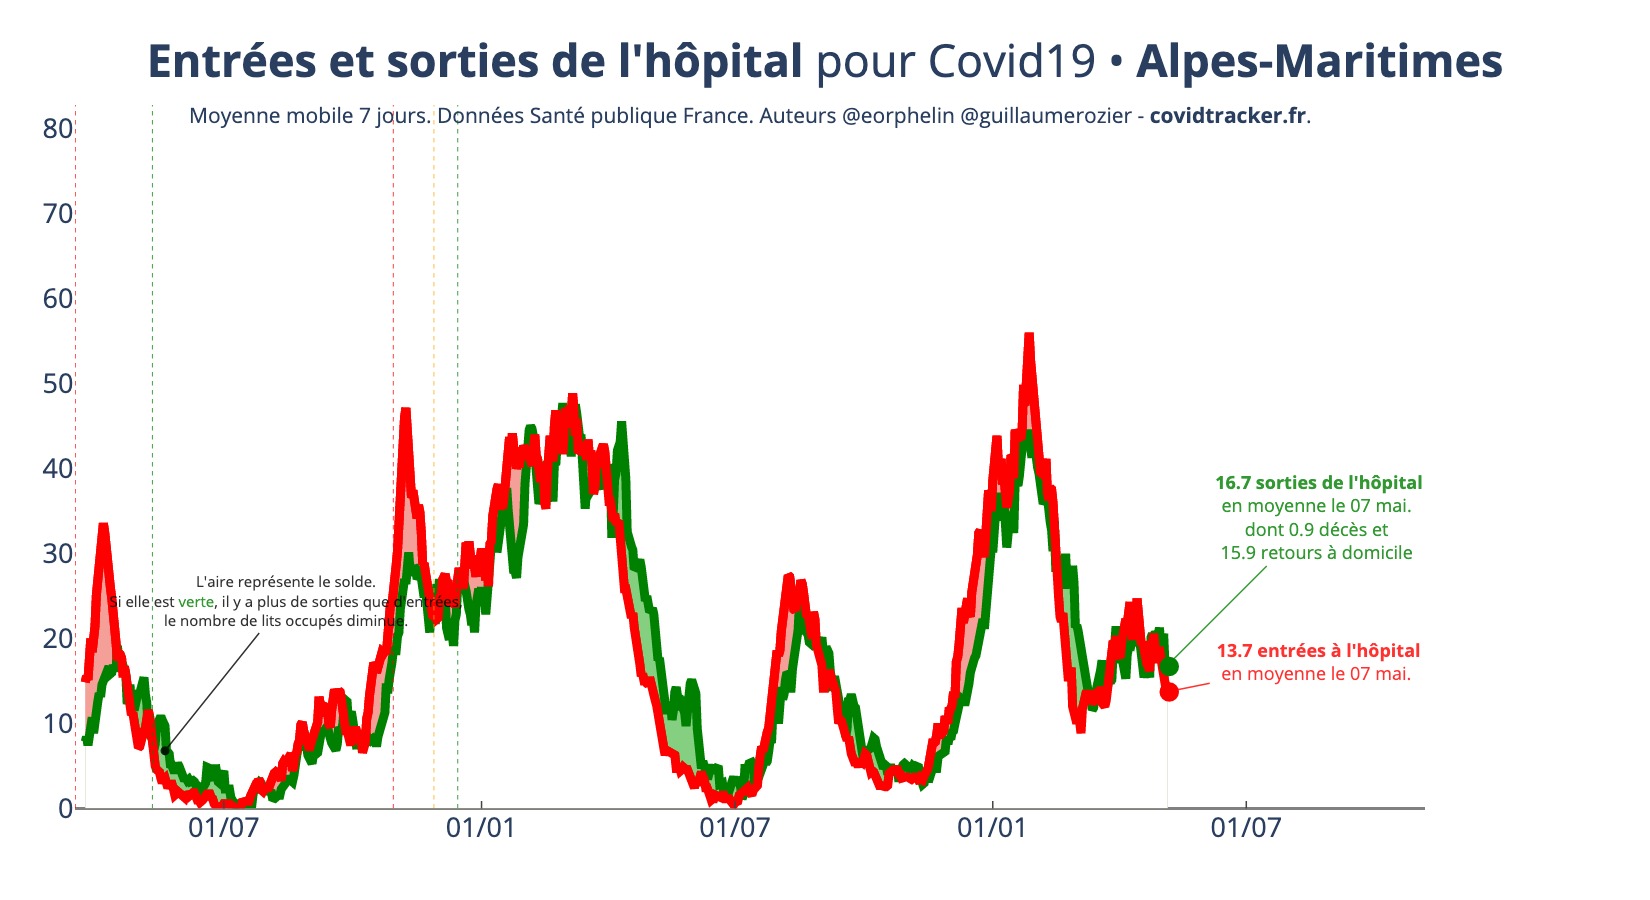 Entrées et sorties de l'hôpital pour Covid19 • Alpes-Maritimes
Moyenne mobile 7 jours. Données Santé publique France. Auteurs @eorphelin @guillaumerozier - covidtracker.fr.
80
70
60
50
40
30
20
10
0
L'aire représente le solde.
Si elle est verte, il y a plus de sorties que d'entrées,
le nombre de lits occupés diminue.
16.7 sorties de l'hôpital
en moyenne le 07 mai.
dont 0.9 décès et
15.9 retours à domicile
13.7 entrées à l'hôpital
en moyenne le 07 mai.
01/07
01/01
01/07
01/01
01/07